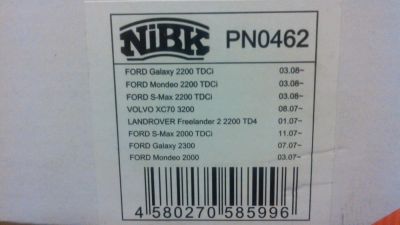 NiBK PN0462
FORD Galaxy 2200 TDCi 03.08~
FORD Mondeo 2200 TDCi 03.08~
FORD S-Max 2200 TDCi 03.08~
VOLVO XC70 3200 08.07~
LANDROVER Freelander 2 2200 TD4 01.07~
FORD S-Max 2000 TDCi 11.07~
FORD Galaxy 2300 07.07~
FORD Mondeo 2000 03.07~
4 580270 585996